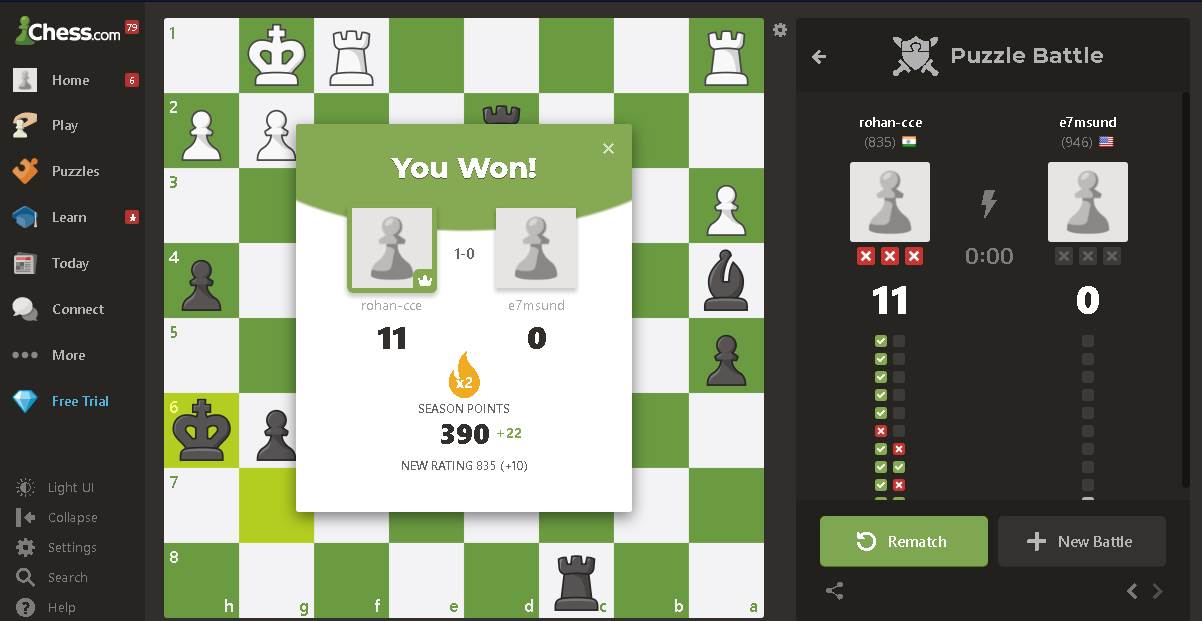 Chess.com 79
Home 6
Play
Puzzles
Learn
Today
Connect
More
Free Trial
Light UI
Collapse
Settings
Search
Help
1
2
3
4
5
6
7
8
h g f e d c b a
You Won!
1-0
rohan-cce e7msund
11 0
x2
SEASON POINTS
390 +22
NEW RATING 835 (+10)
Puzzle Battle
rohan-cce e7msund
(835) (946)
0:00
11 0
Rematch New Battle